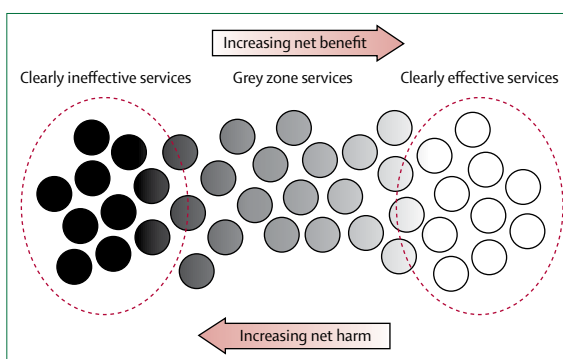 Increasing net benefit
Clearly ineffective services
Grey zone services
Clearly effective services
Increasing net harm